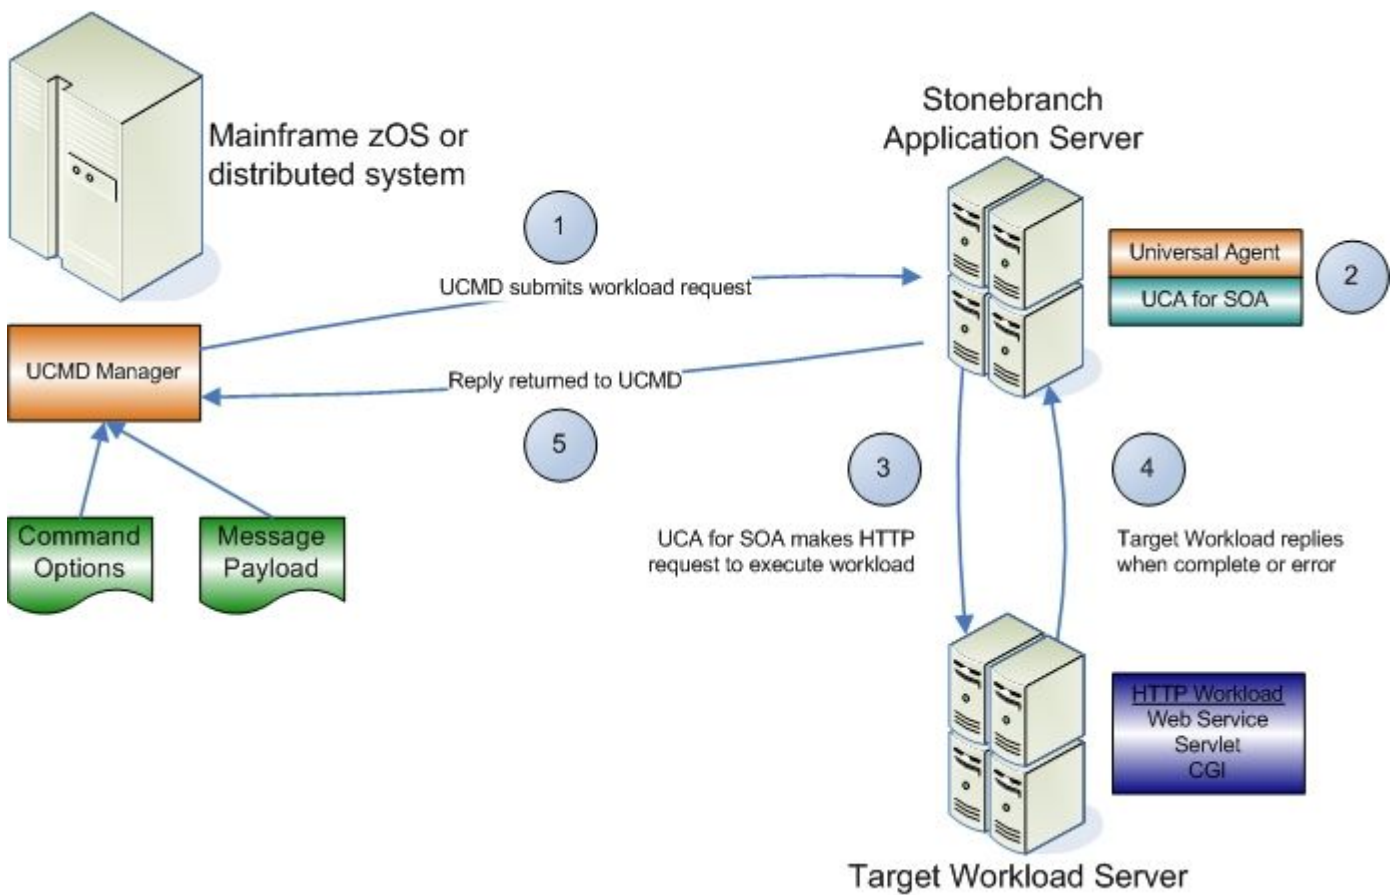 Mainframe zOS or
distributed system
Stonebranch
Application Server
1
UCMD submits workload request
Universal Agent
UCA for SOA
2
UCMD Manager
Reply returned to UCMD
5
3
4
Command
Options
Message
Payload
UCA for SOA makes HTTP
request to execute workload
Target Workload replies
when complete or error
HTTP Workload
Web Service
Servlet
CGI
Target Workload Server